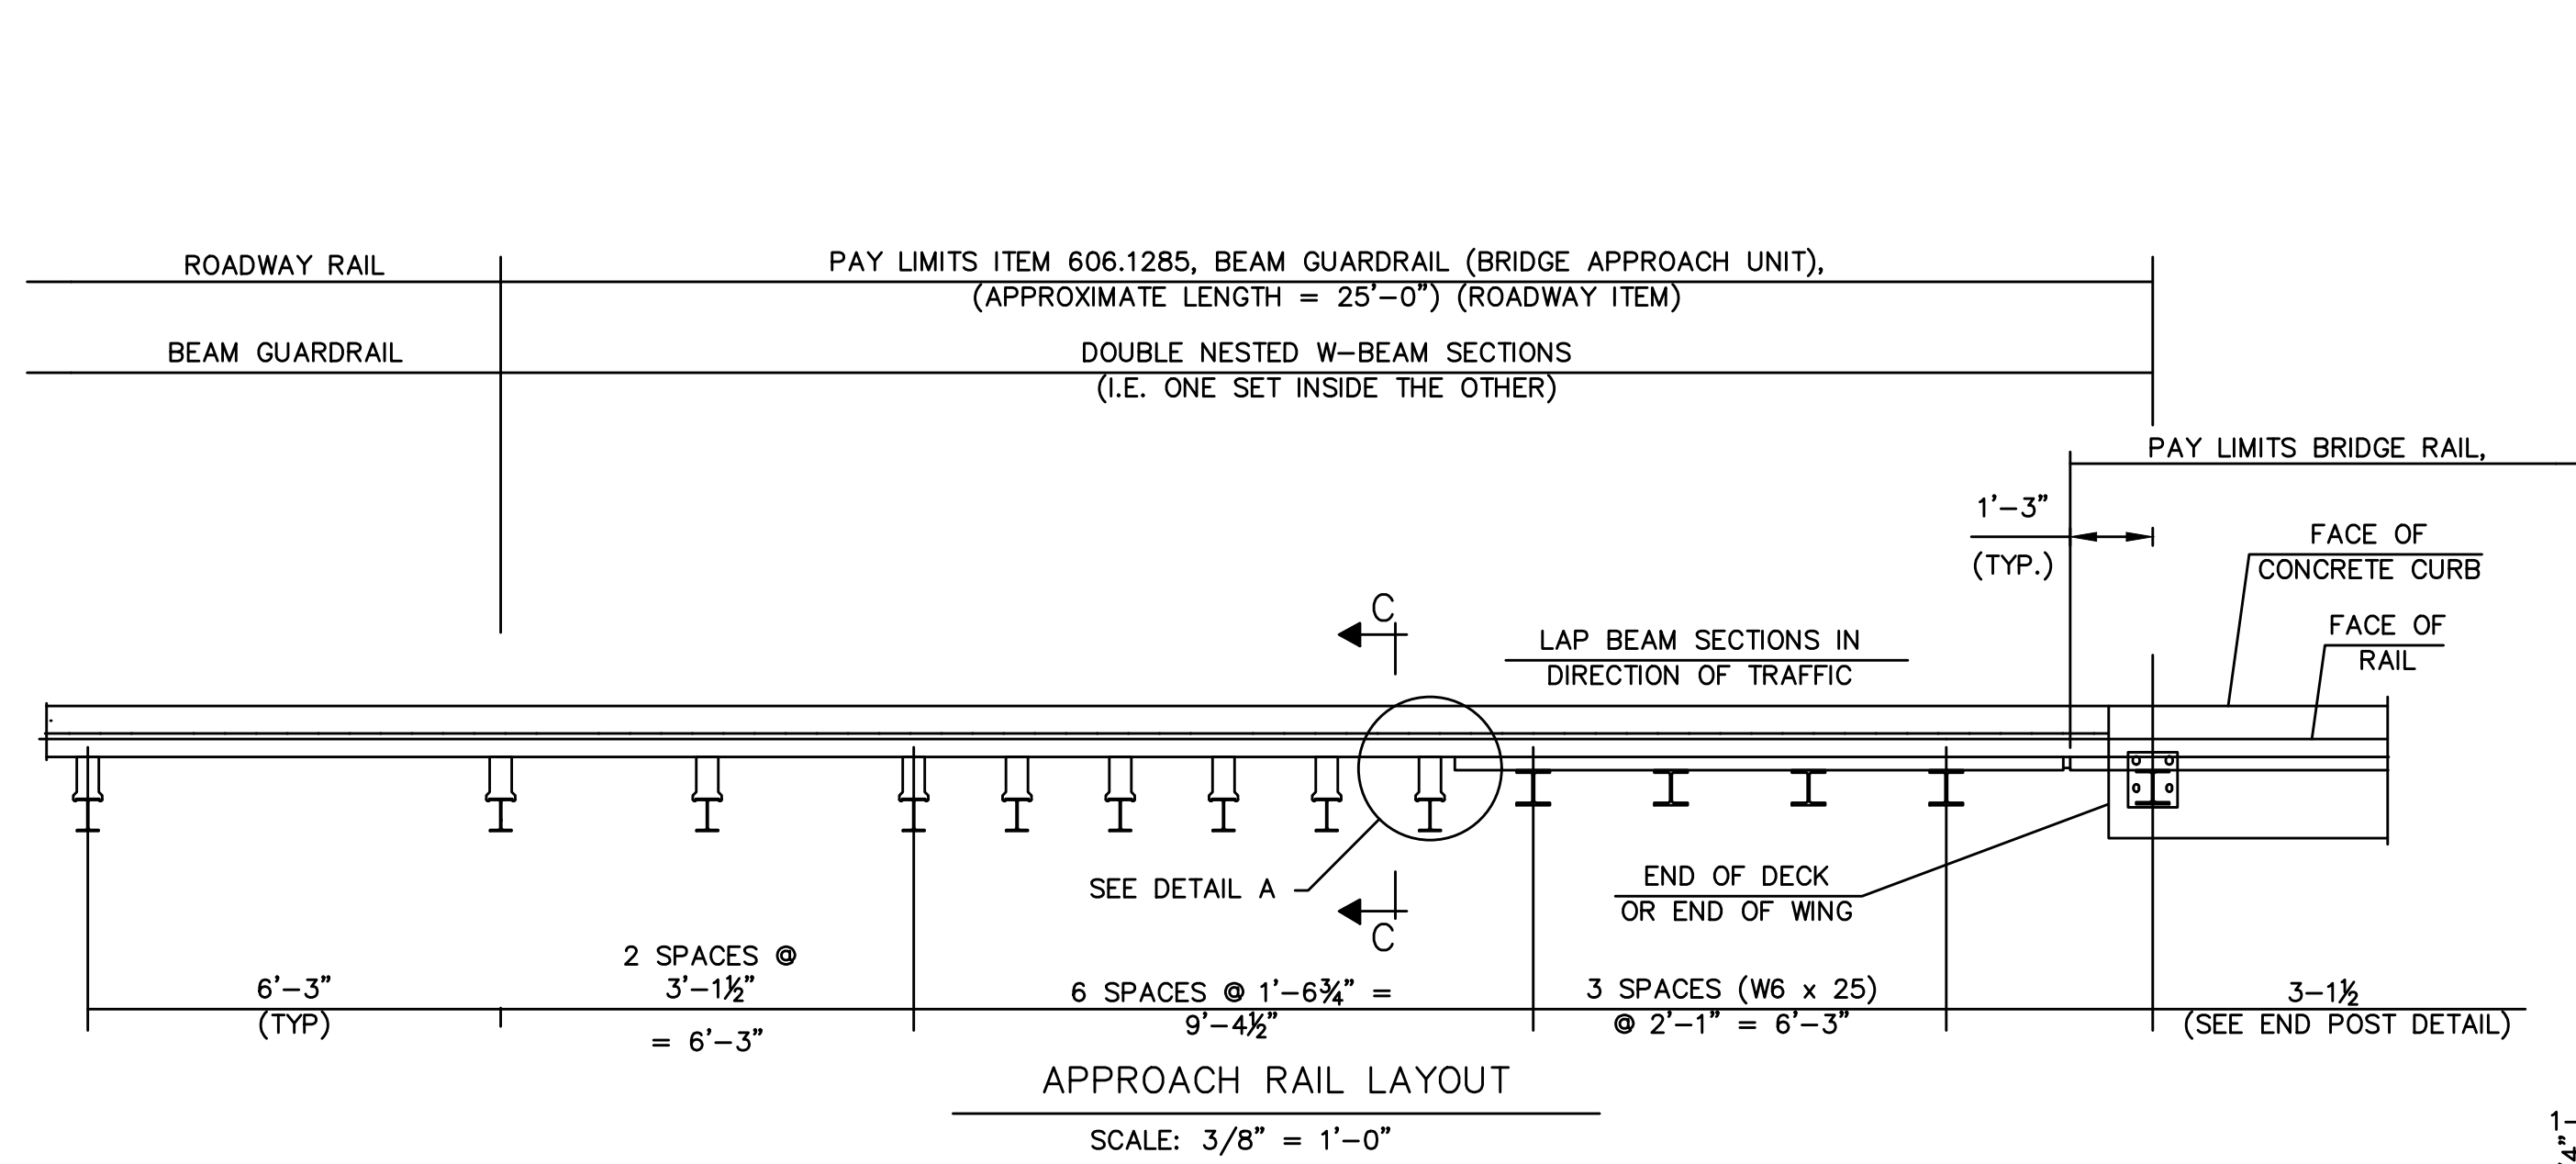 ROADWAY RAIL
PAY LIMITS ITEM 606.1285, BEAM GUARDRAIL (BRIDGE APPROACH UNIT),
(APPROXIMATE LENGTH = 25'-0") (ROADWAY ITEM)
BEAM GUARDRAIL
DOUBLE NESTED W-BEAM SECTIONS
(I.E. ONE SET INSIDE THE OTHER)
PAY LIMITS BRIDGE RAIL,
1'-3"
(TYP.)
FACE OF
CONCRETE CURB
FACE OF
RAIL
C
LAP BEAM SECTIONS IN
DIRECTION OF TRAFFIC
SEE DETAIL A
C
END OF DECK
OR END OF WING
6'-3"
(TYP)
2 SPACES @
3'-1½"
= 6'-3"
6 SPACES @ 1'-6¾" =
9'-4½"
3 SPACES (W6 x 25)
@ 2'-1" = 6'-3"
3-1½
(SEE END POST DETAIL)
APPROACH RAIL LAYOUT
SCALE: 3/8" = 1'-0"